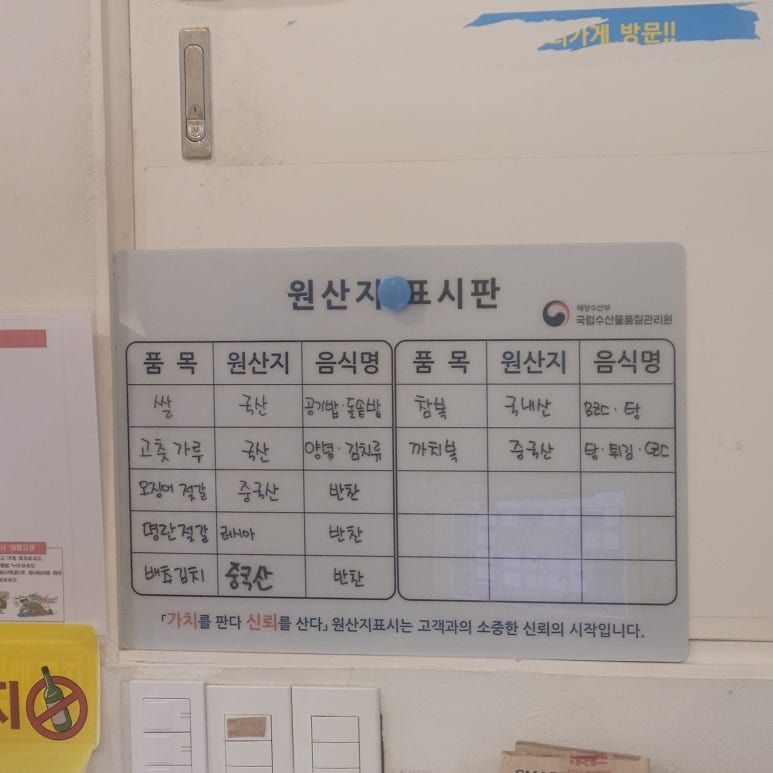 방문!!
원산지 표시판
해양수산부
국립수산물품질관리원
품 목 원산지 음식명 품 목 원산지 음식명
쌀 국산 공기밥·돌솥밥 참복 국내산 탕
고춧가루 국산 양념·김치류 까치복 중국산 탕·튀김
오징어 젓갈 중국산 반찬
명란젓갈 러시아 반찬
배추김치 중국산 반찬
「가치를 판다 신뢰를 산다」 원산지표시는 고객과의 소중한 신뢰의 시작입니다.
지
PUSH